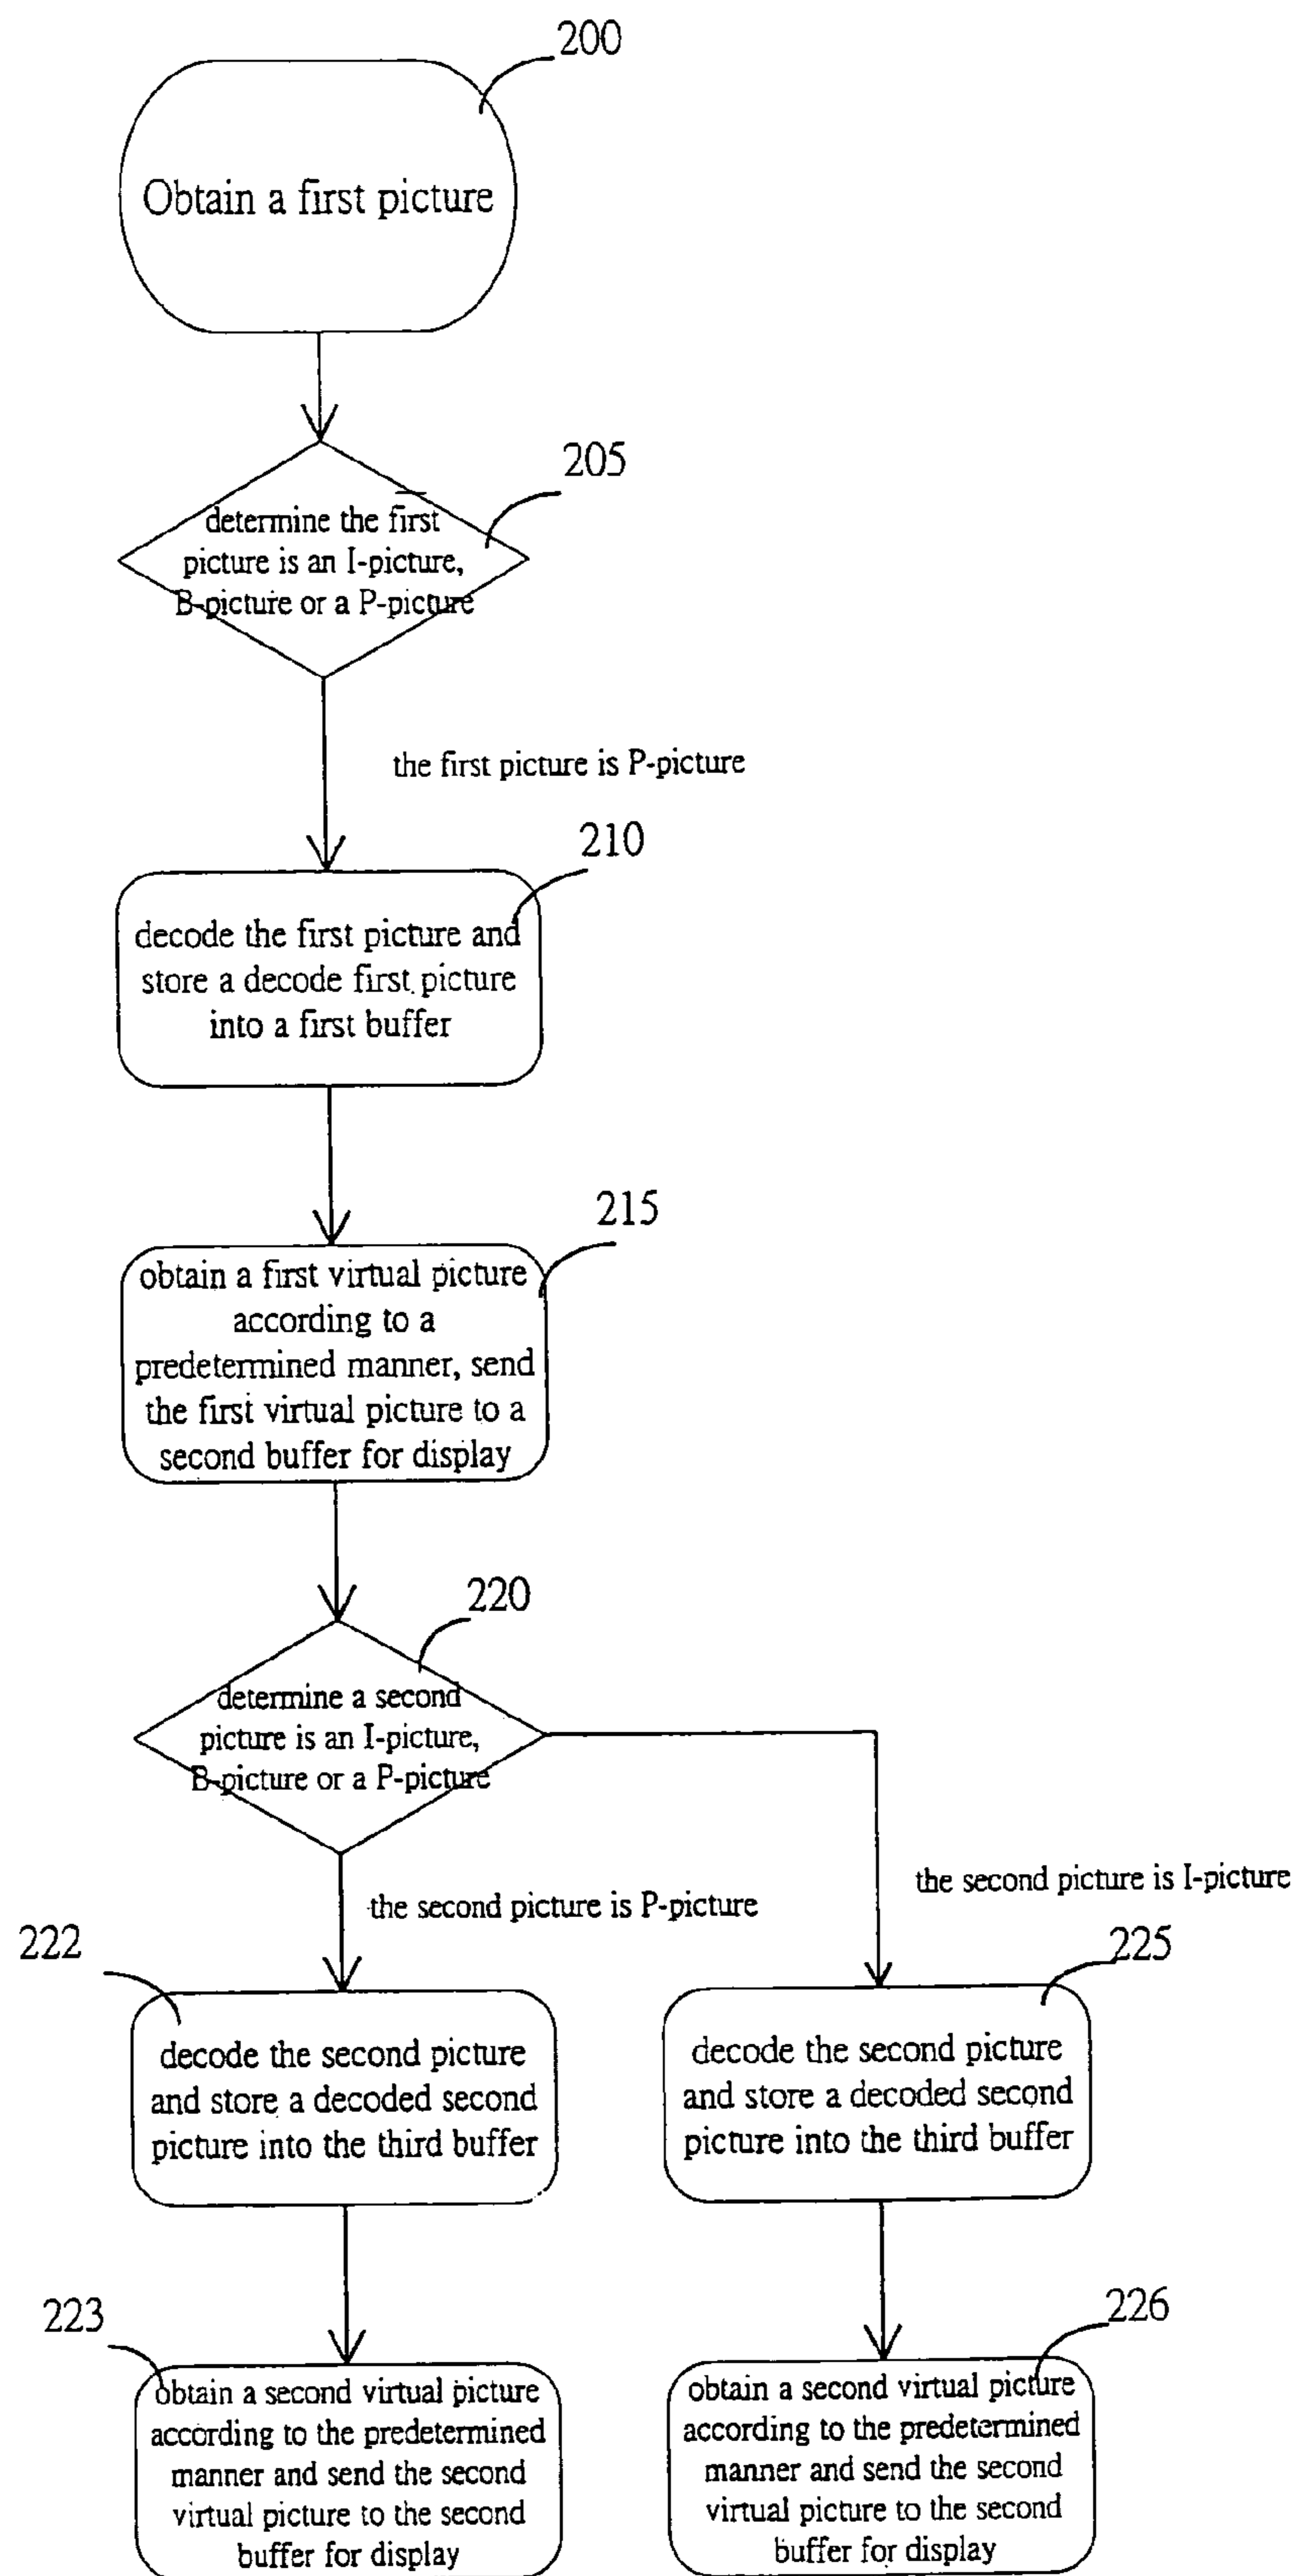 200
Obtain a first picture
205
determine the first
picture is an I-picture,
B-picture or a P-picture
the first picture is P-picture
210
decode the first picture and
store a decode first picture
into a first buffer
215
obtain a first virtual picture
according to a
predetermined manner, send
the first virtual picture to a
second buffer for display
220
determine a second
picture is an I-picture,
B-picture or a P-picture
the second picture is P-picture
the second picture is I-picture
222
decode the second picture
and store a decoded second
picture into the third buffer
225
decode the second picture
and store a decoded second
picture into the third buffer
223
obtain a second virtual picture
according to the predetermined
manner and send the second
virtual picture to the second
buffer for display
226
obtain a second virtual picture
according to the predetermined
manner and send the second
virtual picture to the second
buffer for display